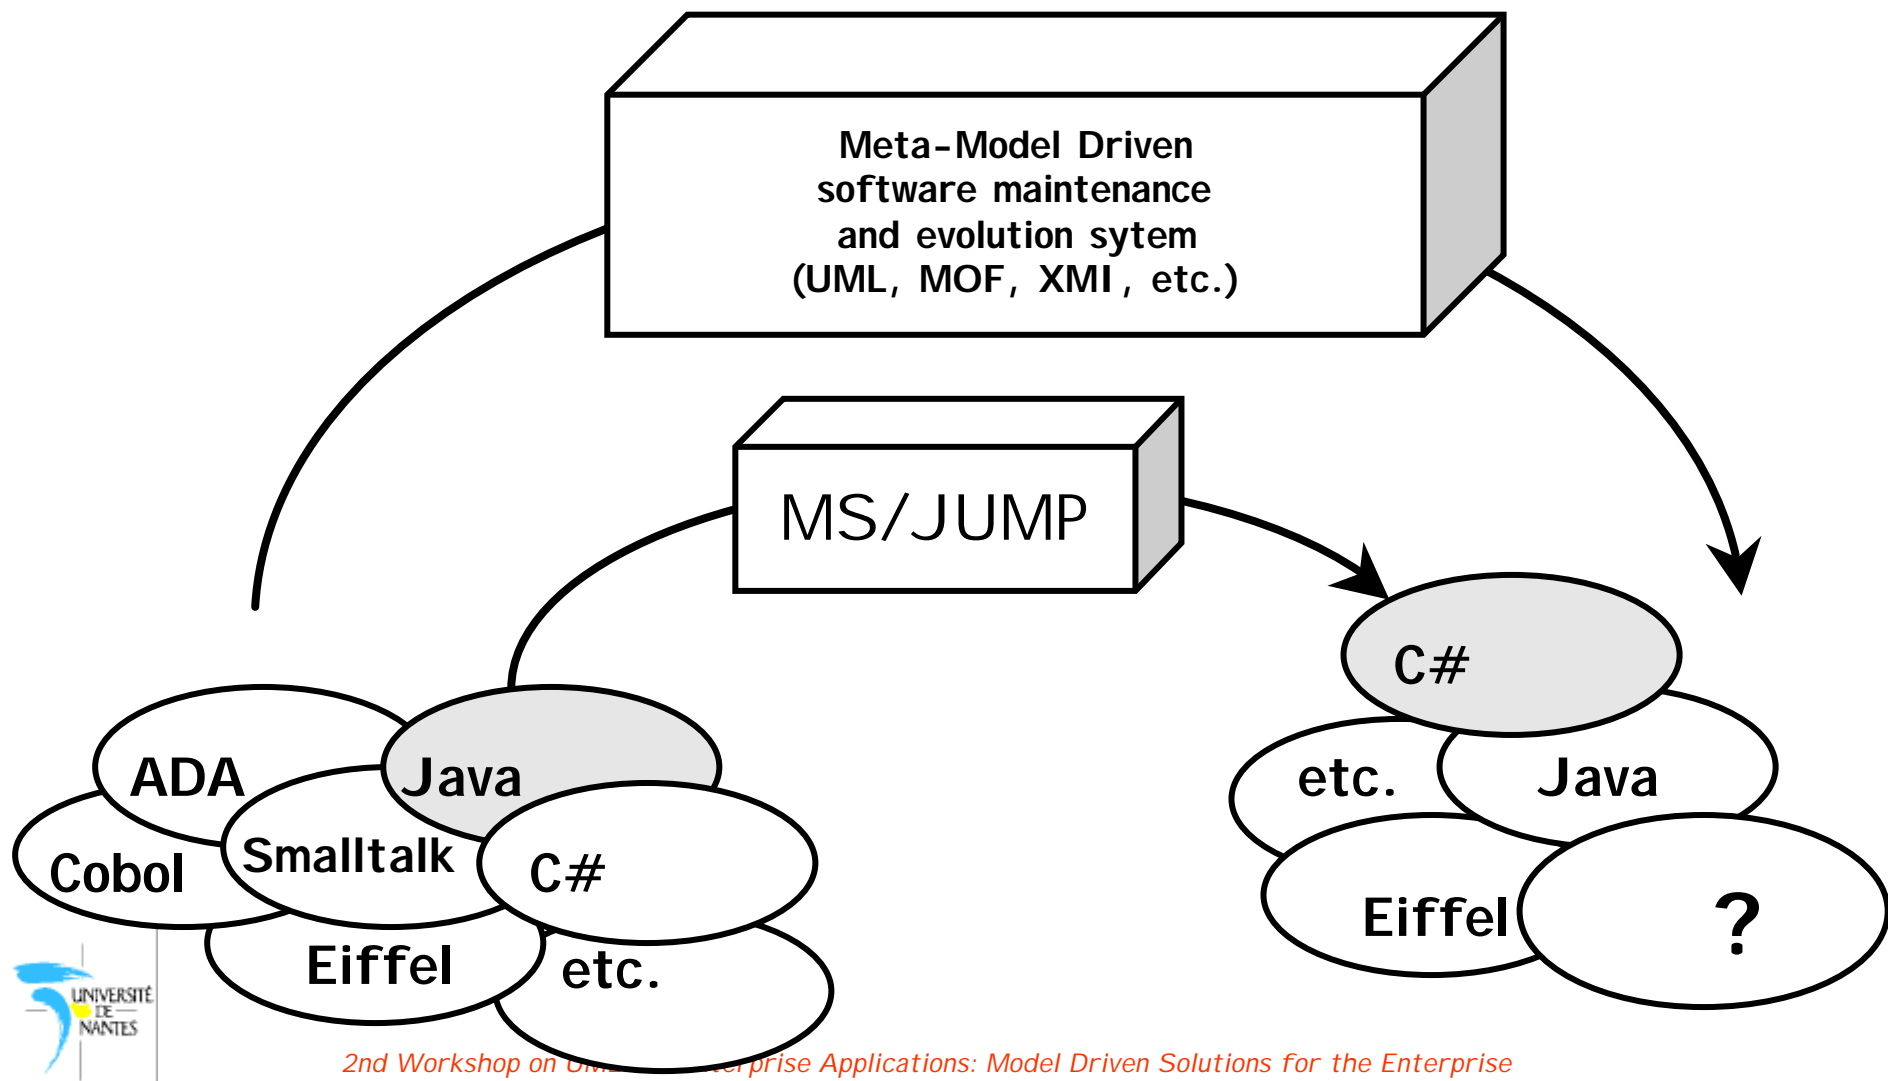 Meta-Model Driven
software maintenance
and evolution sytem
(UML, MOF, XMI, etc.)
MS/JUMP
C#
etc.
Java
Eiffel
?
ADA
Java
Cobol
Smalltalk
C#
Eiffel
etc.
UNIVERSITÉ
DE
NANTES
2nd Workshop on Applications: Model Driven Solutions for the Enterprise